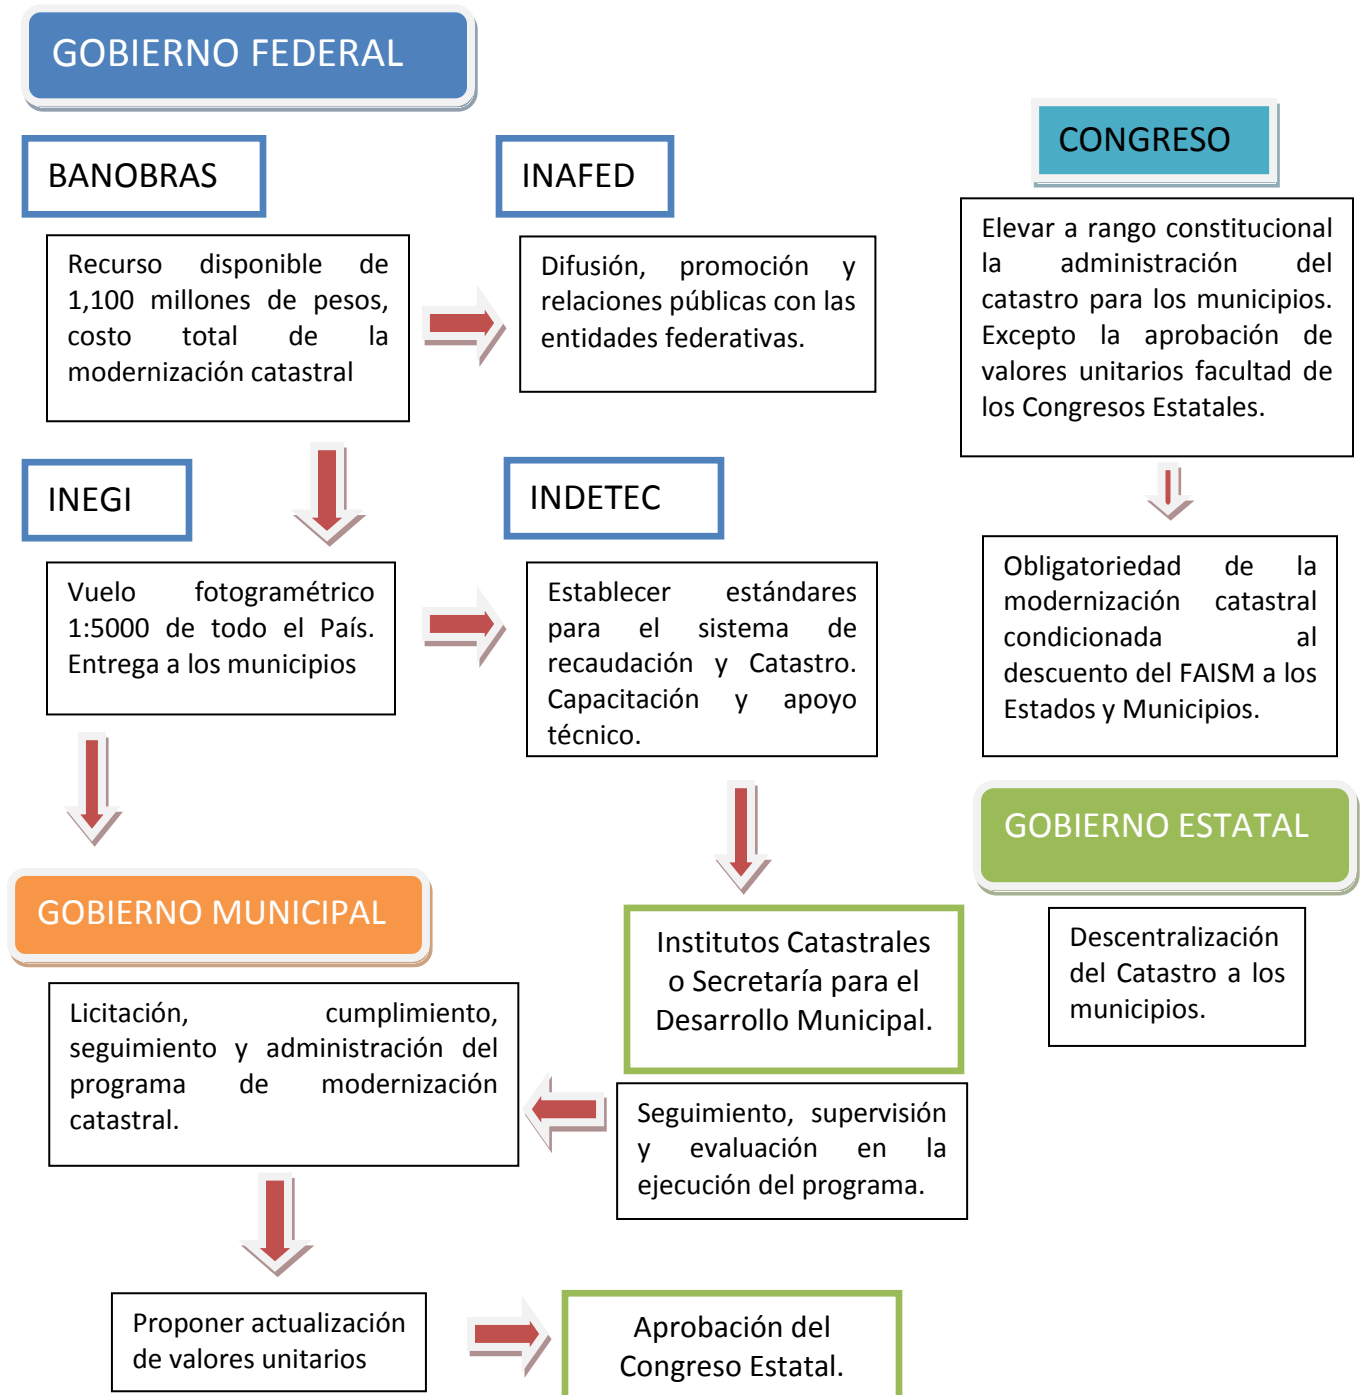 GOBIERNO FEDERAL
BANOBRAS
Recurso disponible de
1,100 millones de pesos,
costo total de la
modernización catastral
INAFED
Difusión, promoción y
relaciones públicas con las
entidades federativas.
CONGRESO
Elevar a rango constitucional
la administración del
catastro para los municipios.
Excepto la aprobación de
valores unitarios facultad de
los Congresos Estatales.
INEGI
Vuelo fotogramétrico
1:5000 de todo el País.
Entrega a los municipios
INDETEC
Establecer estándares
para el sistema de
recaudación y Catastro.
Capacitación y apoyo
técnico.
Obligatoriedad de la
modernización catastral
condicionada al
descuento del FAISM a los
Estados y Municipios.
GOBIERNO ESTATAL
Descentralización
del Catastro a los
municipios.
GOBIERNO MUNICIPAL
Licitación, cumplimiento,
seguimiento y administración del
programa de modernización
catastral.
Institutos Catastrales
o Secretaría para el
Desarrollo Municipal.
Seguimiento, supervisión
y evaluación en la
ejecución del programa.
Proponer actualización
de valores unitarios
Aprobación del
Congreso Estatal.